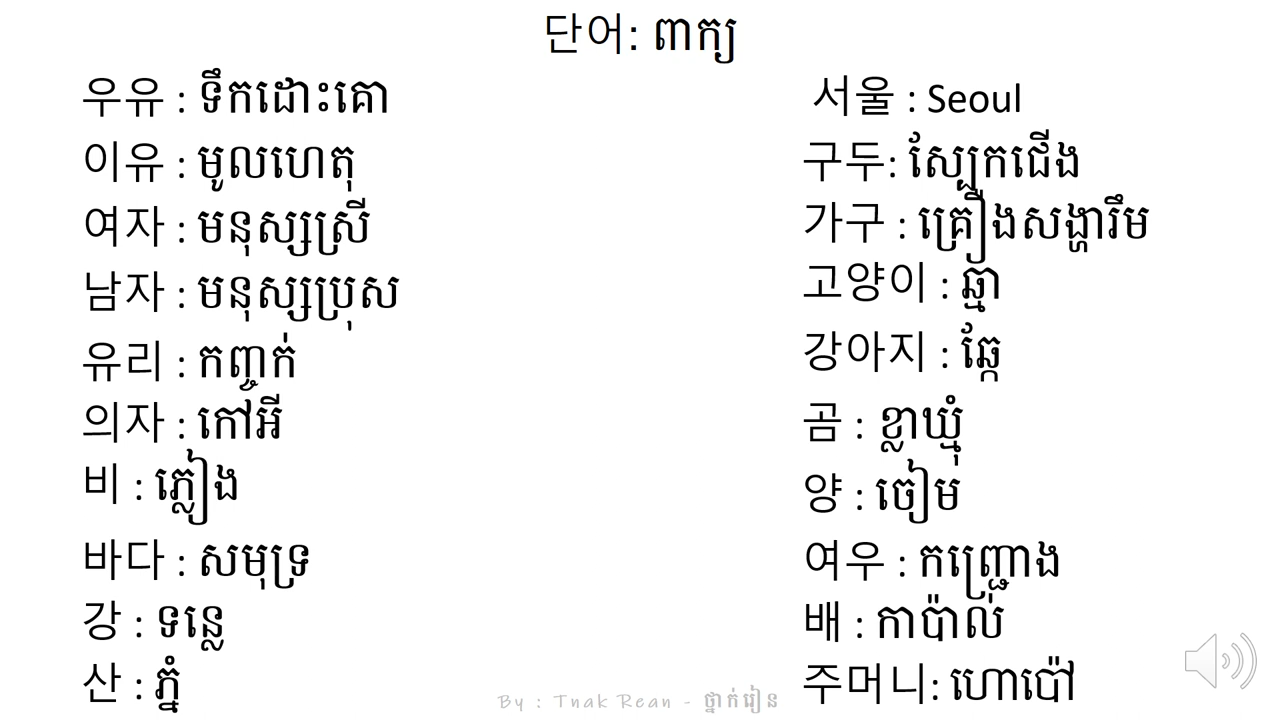 단어: ពាក្យ
우유 : ទឹកដោះគោ
이유 : មូលហេតុ
여자 : មនុស្សស្រី
남자 : មនុស្សប្រុស
유리 : កញ្ចក់
의자 : កៅអី
비 : ភ្លៀង
바다 : សមុទ្រ
강 : ទន្លេ
산 : ភ្នំ
서울 : Seoul
구두: ស្បែកជើង
가구 : គ្រឿងសង្ហារឹម
고양이 : ឆ្មា
강아지 : ឆ្កែ
곰 : ខ្លាឃ្មុំ
양 : ចៀម
여우 : កញ្ជ្រោង
배 : កាប៉ាល់
주머니: ហោប៉ៅ
By : Tnak Rean - ថ្នាក់រៀន